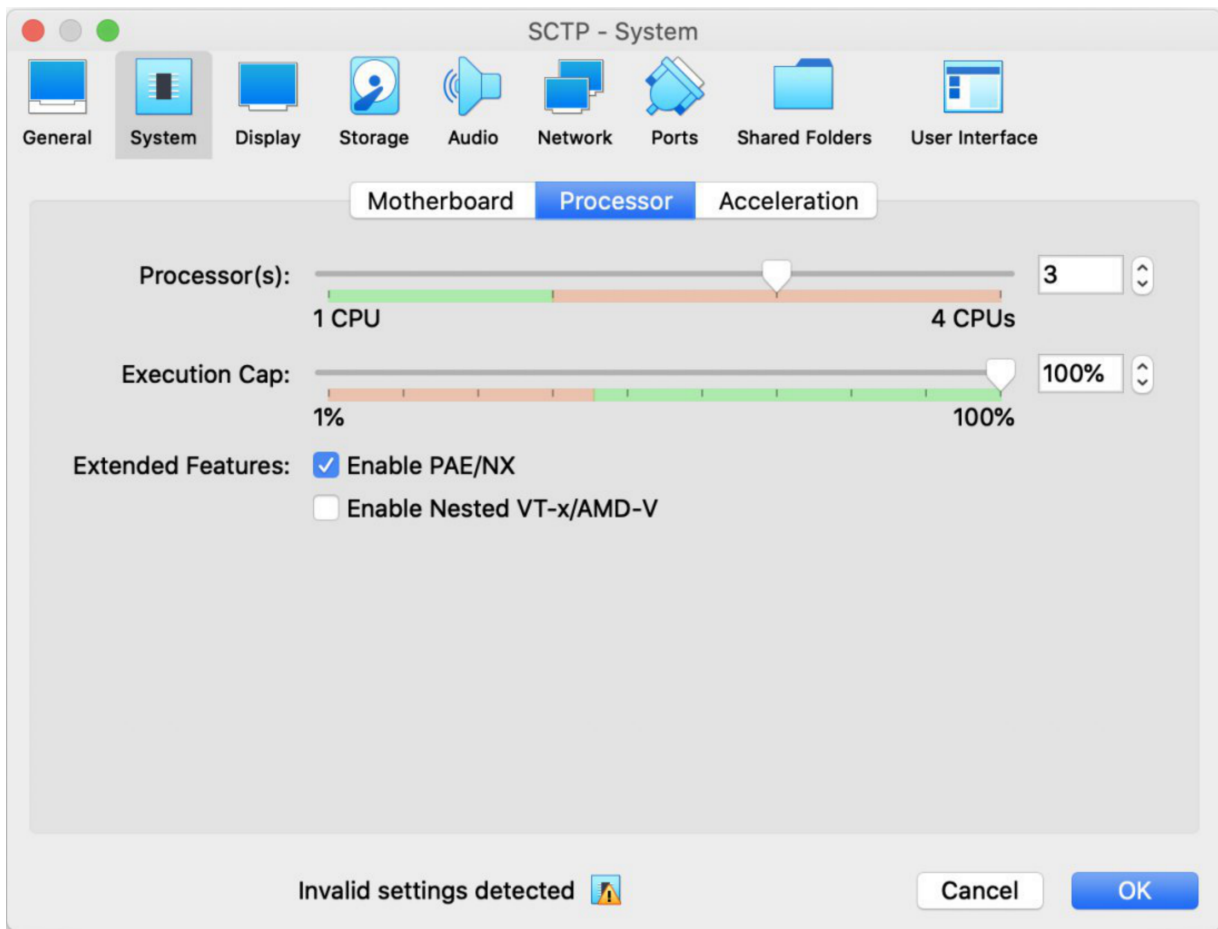 SCTP - System
General System Display Storage Audio Network Ports Shared Folders User Interface
Motherboard Processor Acceleration
Processor(s): 3
1 CPU 4 CPUs
Execution Cap: 100%
1% 100%
Extended Features: Enable PAE/NX
Enable Nested VT-x/AMD-V
Invalid settings detected Cancel OK